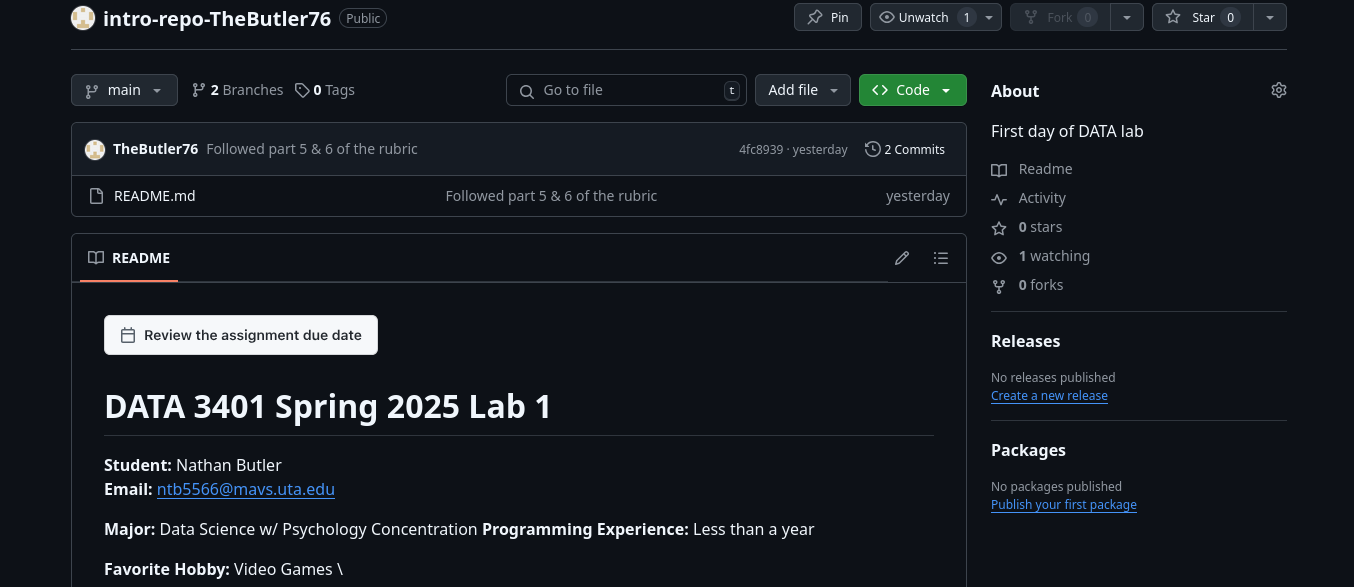 intro-repo-TheButler76 Public Pin Unwatch 1 Fork 0 Star 0
main 2 Branches 0 Tags Go to file t Add file Code
TheButler76 Followed part 5 & 6 of the rubric 4fc8939 · yesterday 2 Commits
README.md Followed part 5 & 6 of the rubric yesterday
README
Review the assignment due date
DATA 3401 Spring 2025 Lab 1
Student: Nathan Butler
Email: ntb5566@mavs.uta.edu
Major: Data Science w/ Psychology Concentration Programming Experience: Less than a year
Favorite Hobby: Video Games \
About
First day of DATA lab
Readme
Activity
0 stars
1 watching
0 forks
Releases
No releases published
Create a new release
Packages
No packages published
Publish your first package